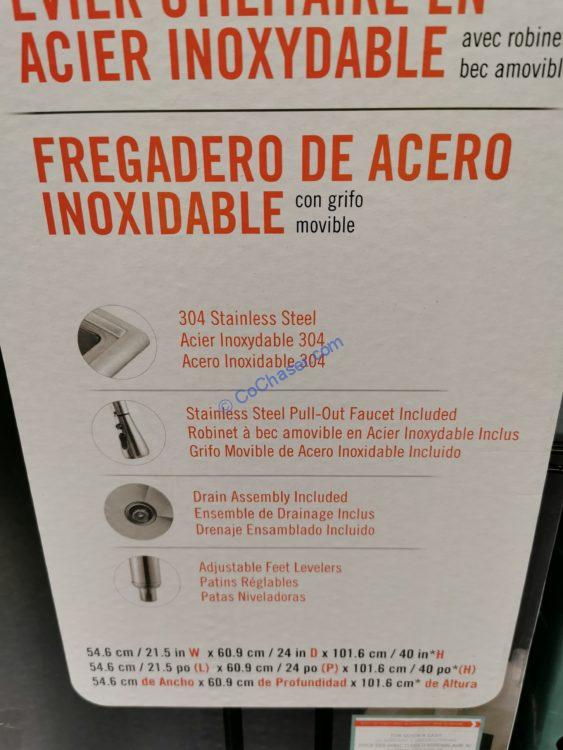 ÉVIER UTILITAIRE EN
ACIER INOXYDABLE avec
bec
FREGADERO DE ACERO
INOXIDABLE con grifo
movible
304 Stainless Steel
Acier Inoxydable 304
Acero Inoxidable 304
© CoChaser.com
Stainless Steel Pull-Out Faucet Included
Robinet à bec amovible en Acier Inoxydable Inclus
Grifo Movible de Acero Inoxidable Incluido
Drain Assembly Included
Ensemble de Drainage Inclus
Drenaje Ensamblado Incluido
Adjustable Feet Levelers
Patins Réglables
Patas Niveladoras
54.6 cm / 21.5 in W x 60.9 cm / 24 in D x 101.6 cm / 40 in*H
54.6 cm / 21.5 po (L) x 60.9 cm / 24 po (P) x 101.6 cm / 40 po*(H)
54.6 cm de Ancho x 60.9 cm de Profundidad x 101.6 cm* de Altura